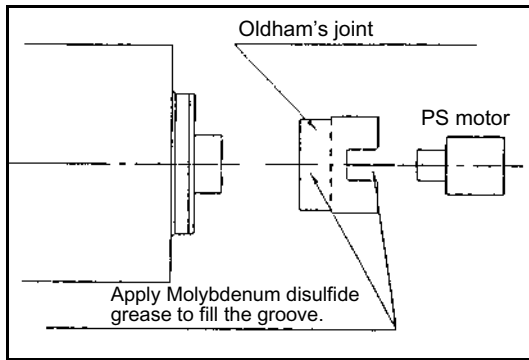 Oldham's joint
PS motor
Apply Molybdenum disulfide
grease to fill the groove.